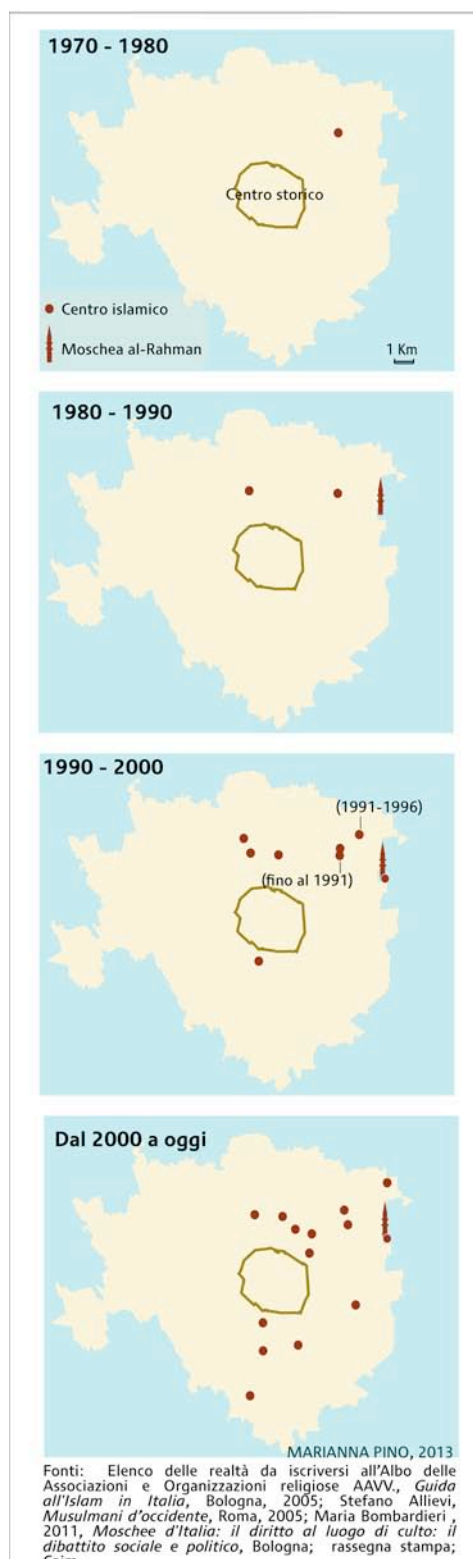 1970 - 1980
Centro storico
Centro islamico
Moschea al-Rahman
1 Km
1980 - 1990
1990 - 2000
(1991-1996)
(fino al 1991)
Dal 2000 a oggi
MARIANNA PINO, 2013
Fonti: Elenco delle realtà da iscriversi all'Albo delle
Associazioni e Organizzazioni religiose AAVV., Guida
all'Islam in Italia, Bologna, 2005; Stefano Allievi,
Musulmani d'occidente, Roma, 2005; Maria Bombardieri ,
2011, Moschee d'Italia: il diritto al luogo di culto: il
dibattito sociale e politico, Bologna; rassegna stampa;